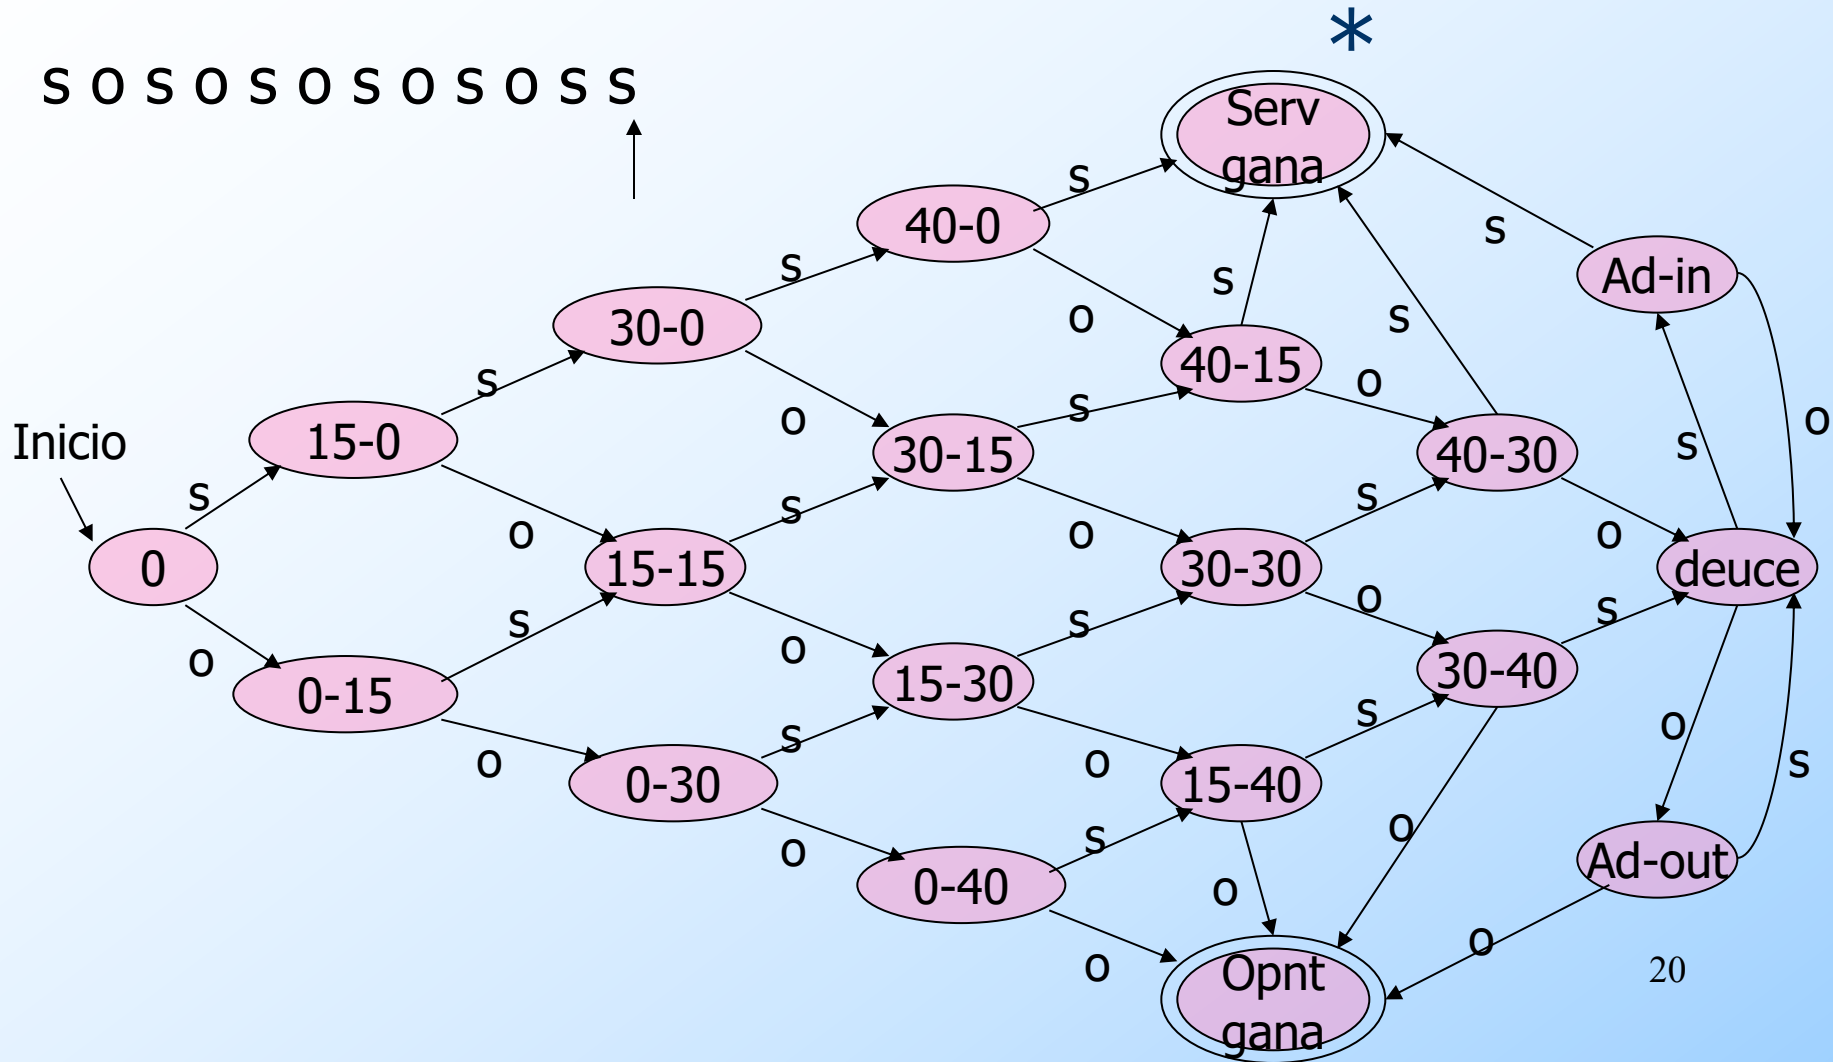 *
s o s o s o s o s o s s
Serv
gana
s
40-0
s
s
Ad-in
30-0
s
o
s
40-15
s
o
o
s
o
s
Inicio
15-0
30-15
40-30
s
s
s
s
o
o
o
0
15-15
30-30
deuce
o
s
s
s
o
o
15-30
30-40
0-15
s
s
o
s
o
o
0-30
15-40
o
s
o
Ad-out
0-40
o
o
o
Opnt
gana
20